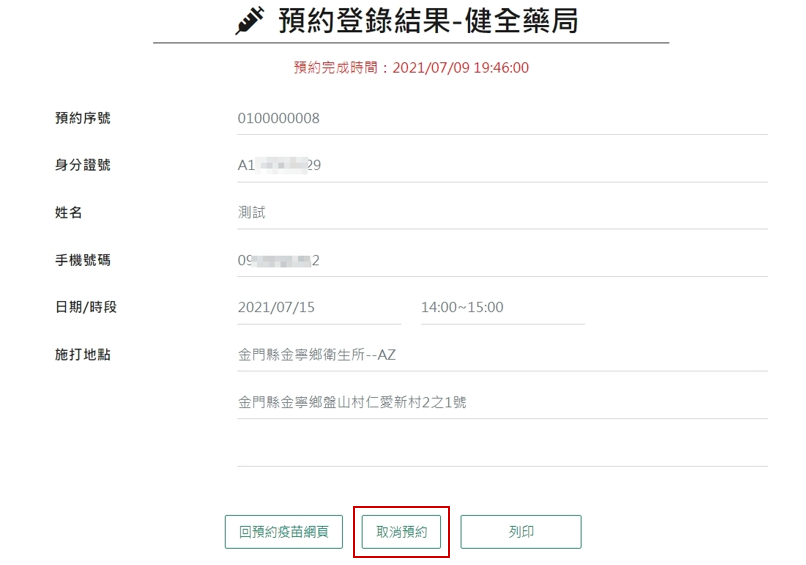 預約登錄結果-健全藥局
預約完成時間：2021/07/09 19:46:00
預約序號 0100000008
身分證號 A1 29
姓名 測試
手機號碼 09 2
日期/時段 2021/07/15 14:00~15:00
施打地點 金門縣金寧鄉衛生所--AZ
金門縣金寧鄉盤山村仁愛新村2之1號
回預約疫苗網頁 取消預約 列印